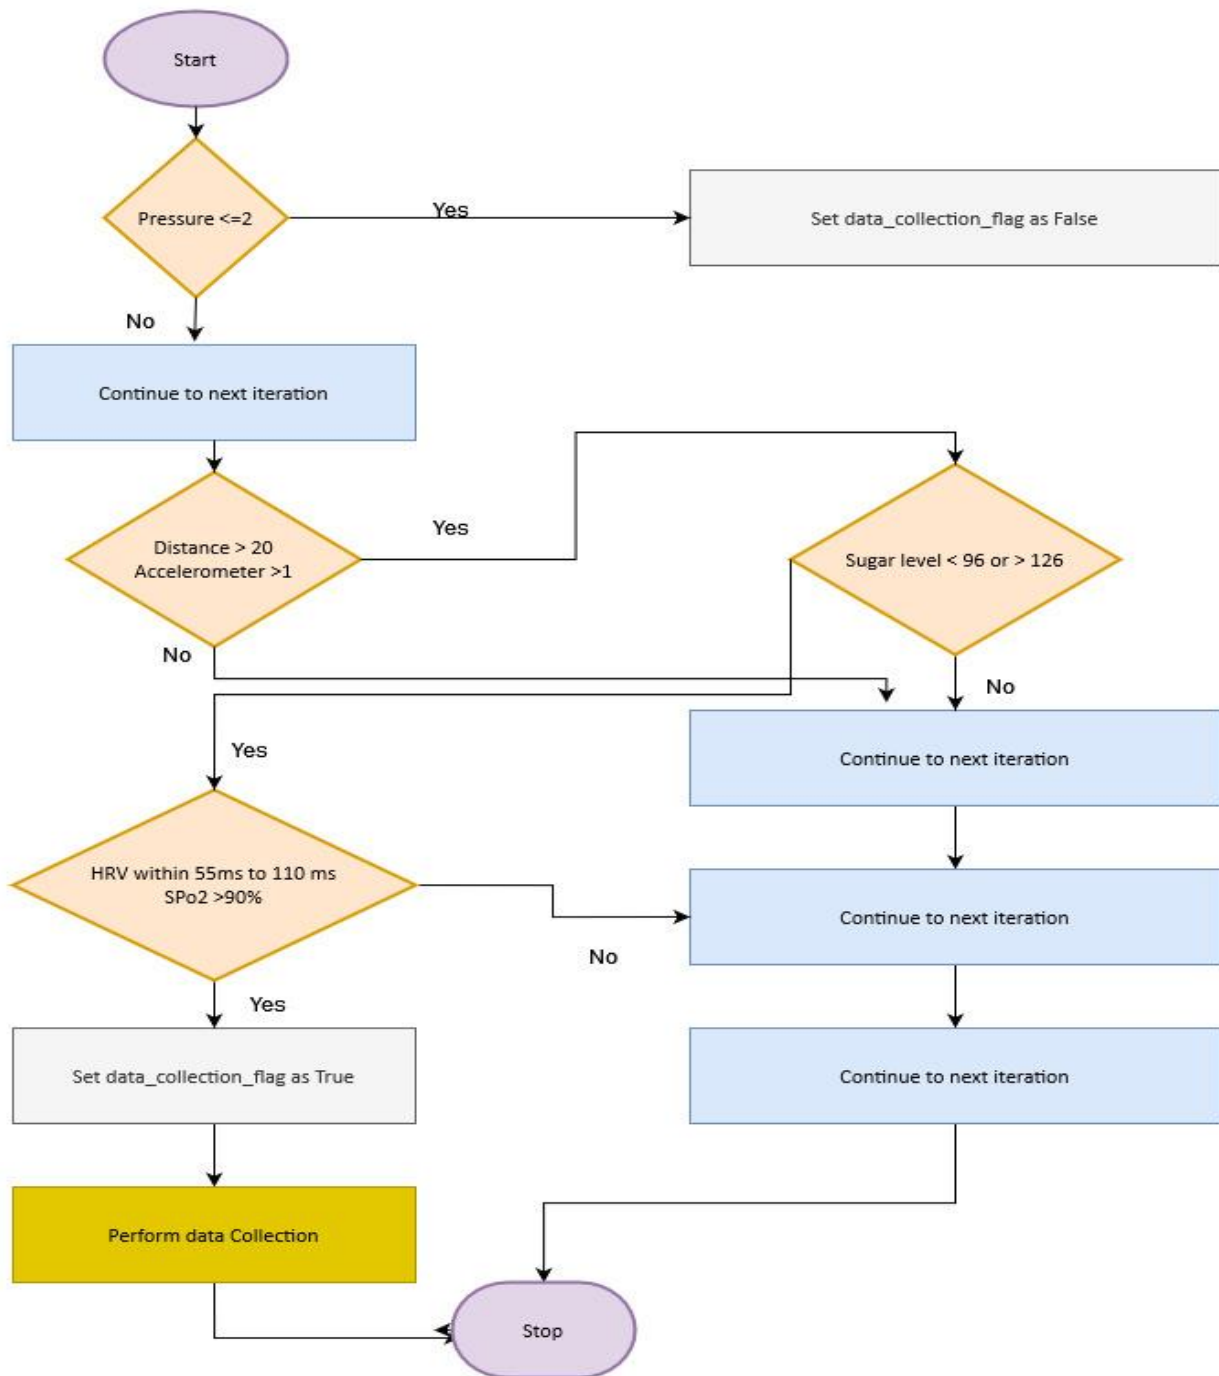 Start
Pressure <=2
Yes
Set data_collection_flag as False
No
Continue to next iteration
Distance > 20
Accelerometer >1
Yes
Sugar level < 96 or > 126
No
No
Continue to next iteration
Yes
HRV within 55ms to 110 ms
SPo2 >90%
Continue to next iteration
No
Yes
Set data_collection_flag as True
Continue to next iteration
Perform data Collection
Stop